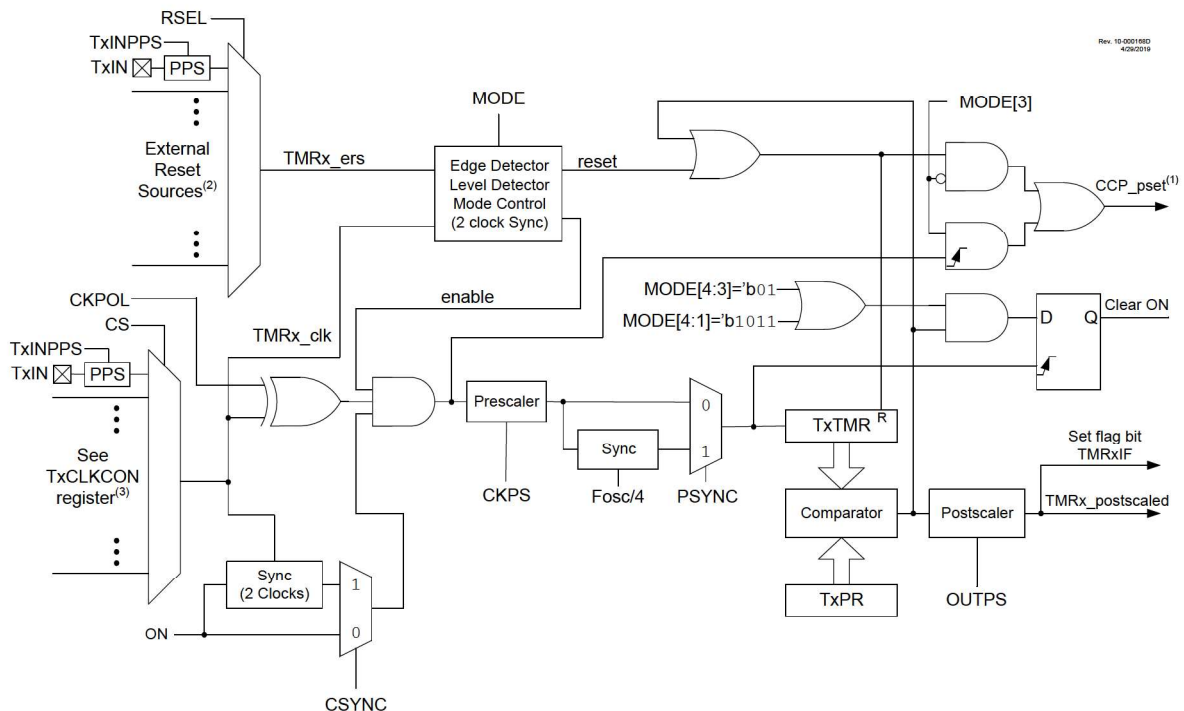 RSEL
TxINPPS
TxIN
PPS
Rev. 10-000168D
4/29/2019
MODE
MODE[3]
External
Reset
Sources(2)
TMRx_ers
Edge Detector
Level Detector
Mode Control
(2 clock Sync)
reset
CCP_pset(1)
enable
CKPOL
CS
TMRx_clk
MODE[4:3]='b01
MODE[4:1]='b1011
D
Q
Clear ON
TxINPPS
TxIN
PPS
Prescaler
0
1
Sync
TxTMR
R
See
TxCLKCON
register(3)
CKPS
Fosc/4
PSYNC
Set flag bit
TMRxIF
Comparator
Postscaler
TMRx_postscaled
Sync
(2 Clocks)
1
0
TxPR
OUTPS
ON
CSYNC